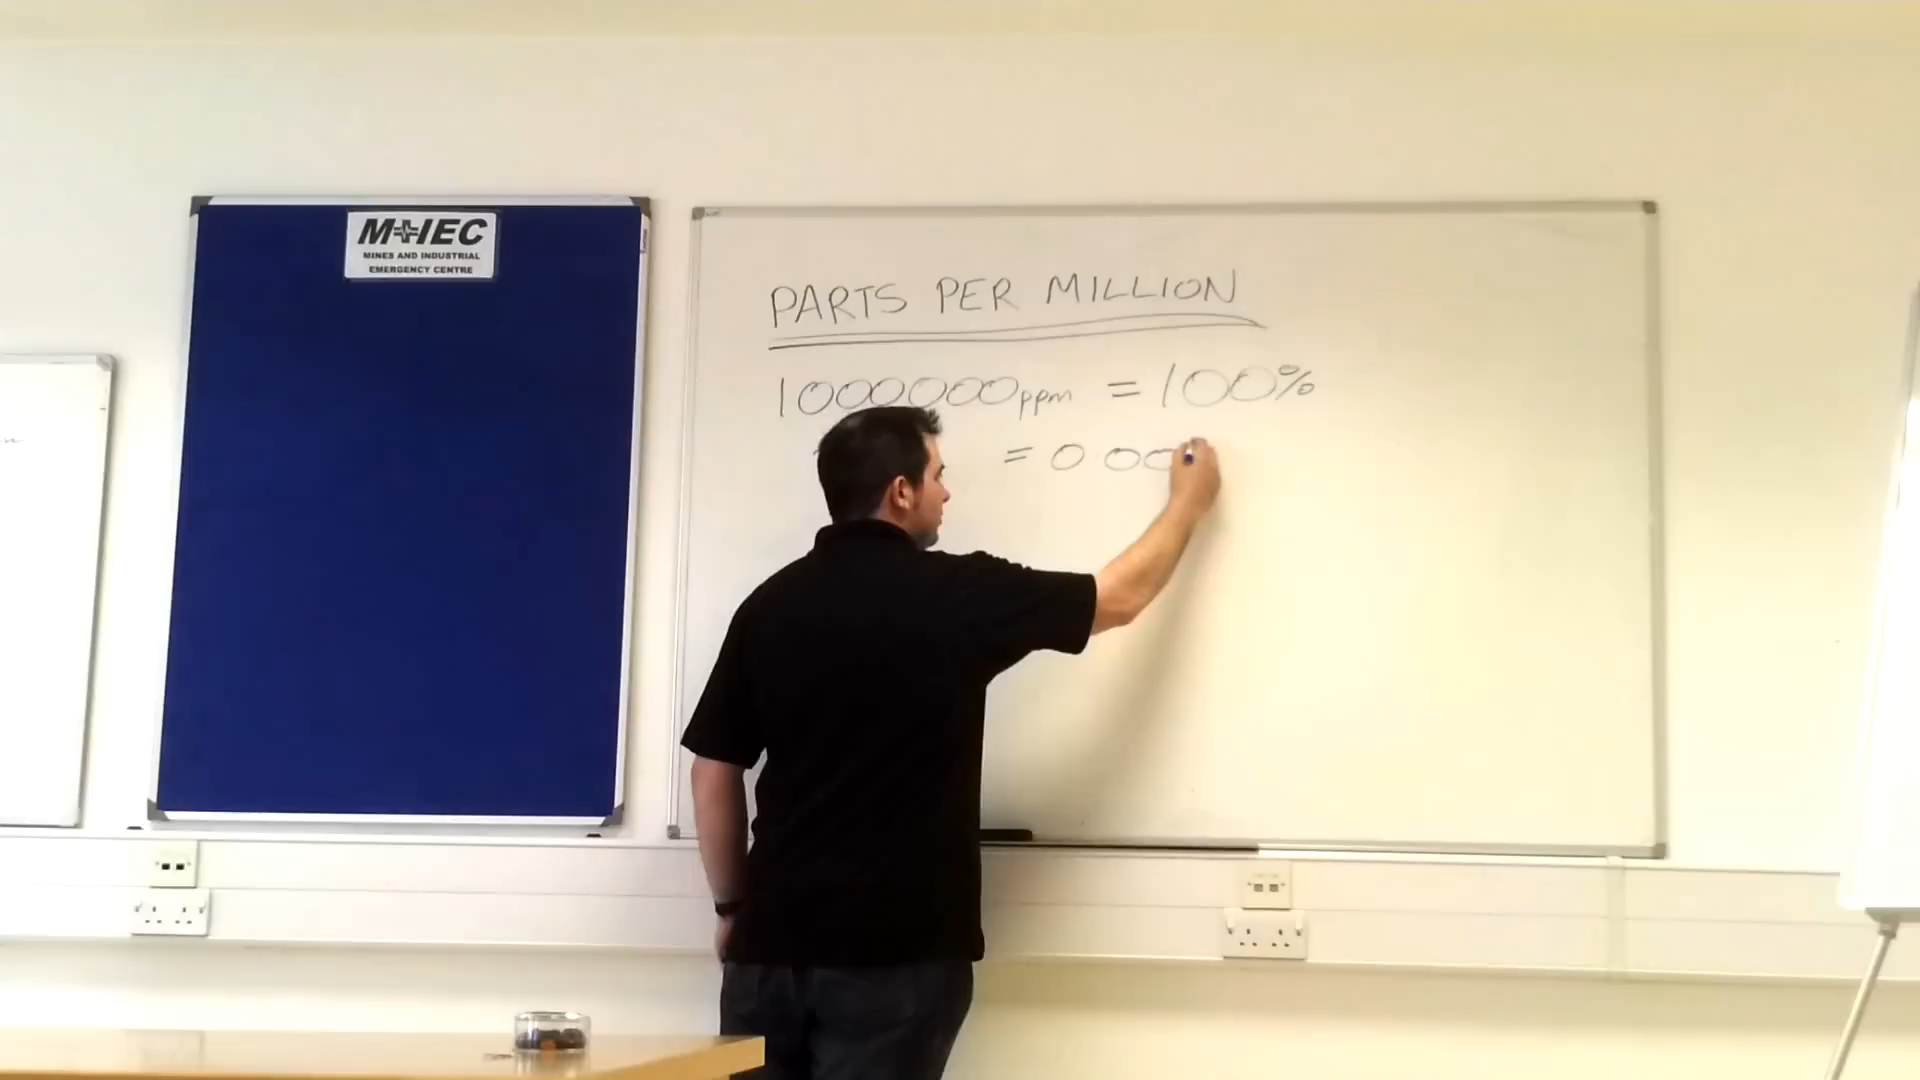 M IEC
MINES AND INDUSTRIAL
EMERGENCY CENTRE
PARTS PER MILLION
1000000ppm = 100%
= 0 00